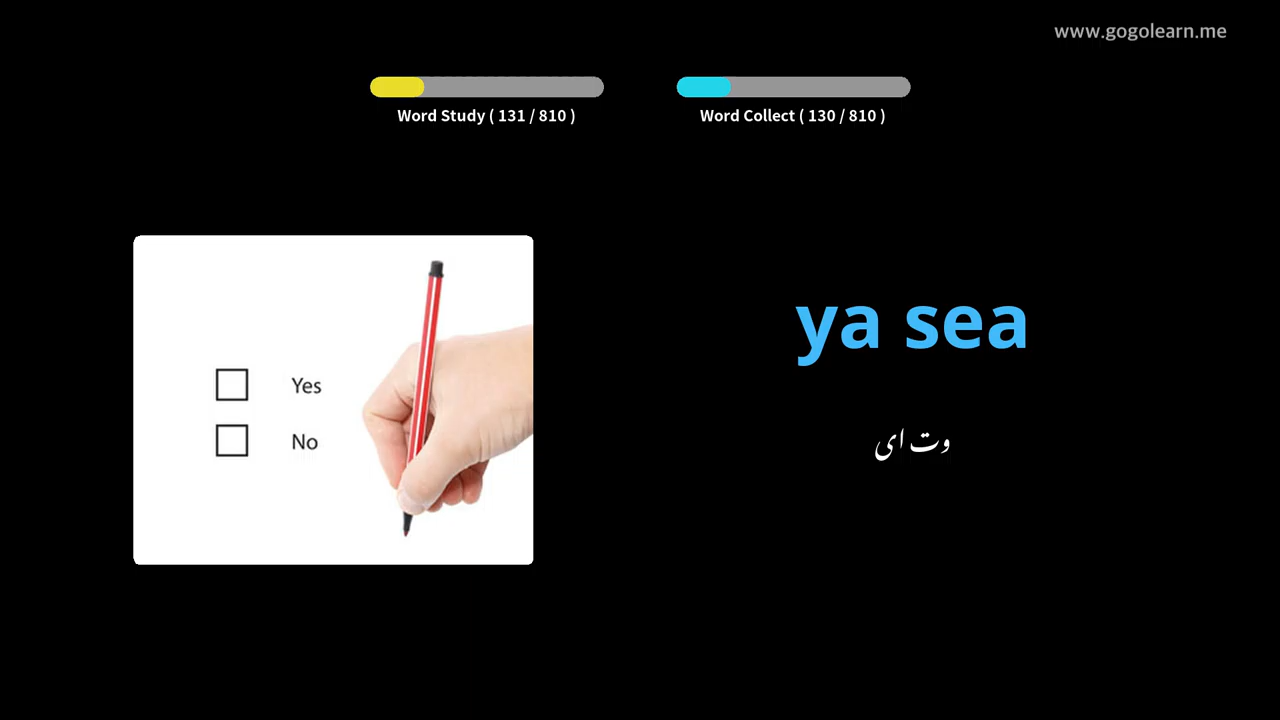 www.gogolearn.me
Word Study ( 131 / 810 )
Word Collect ( 130 / 810 )
Yes
No
ya sea
وت ای